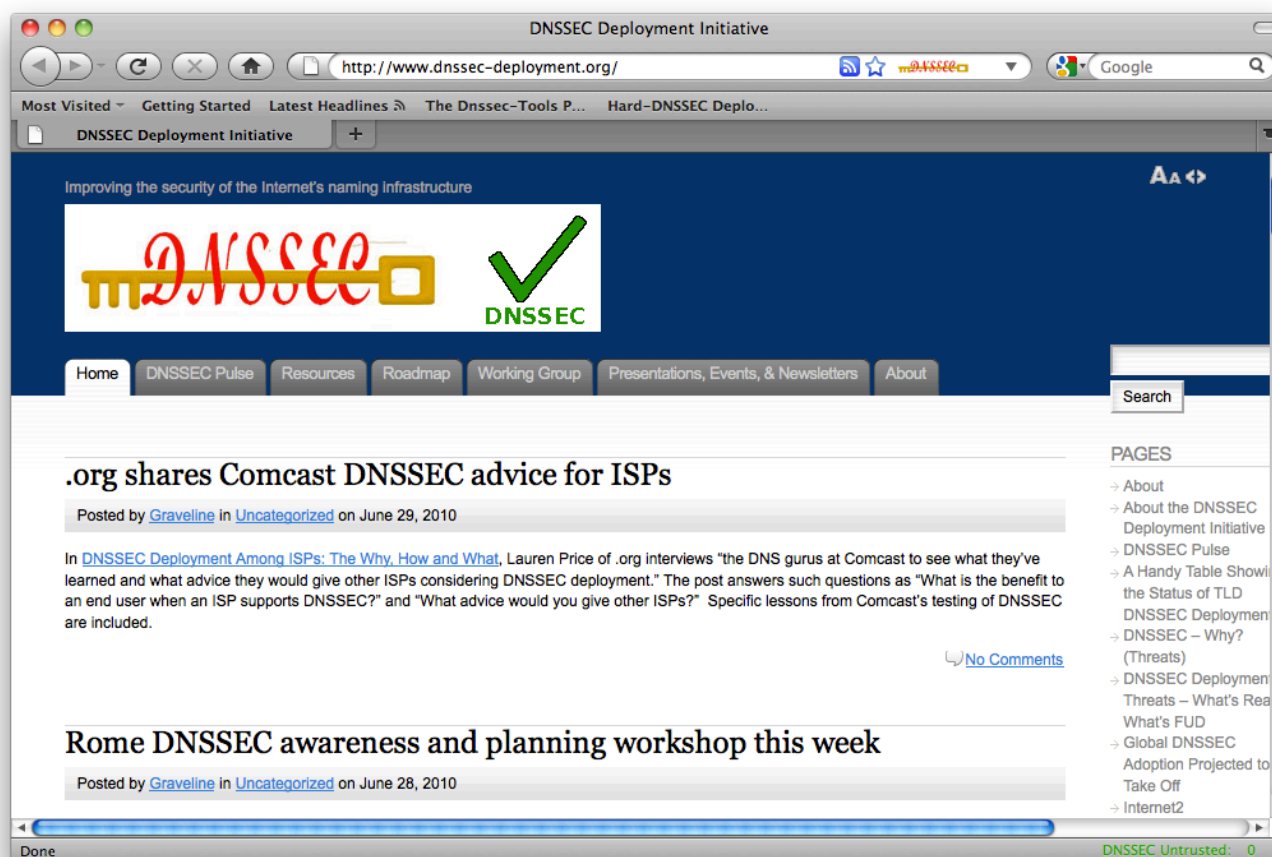 DNSSEC Deployment Initiative
http://www.dnssec-deployment.org/
DNSSEC
Google
Most Visited
Getting Started
Latest Headlines
The Dnssec-Tools P...
Hard-DNSSEC Deplo...
DNSSEC Deployment Initiative
+
Improving the security of the Internet's naming infrastructure
AA
DNSSEC
DNSSEC
Home
DNSSEC Pulse
Resources
Roadmap
Working Group
Presentations, Events, & Newsletters
About
Search
.org shares Comcast DNSSEC advice for ISPs
Posted by Graveline in Uncategorized on June 29, 2010
In DNSSEC Deployment Among ISPs: The Why, How and What, Lauren Price of .org interviews “the DNS gurus at Comcast to see what they’ve
learned and what advice they would give other ISPs considering DNSSEC deployment.” The post answers such questions as “What is the benefit to
an end user when an ISP supports DNSSEC?” and “What advice would you give other ISPs?”  Specific lessons from Comcast’s testing of DNSSEC
are included.
No Comments
Rome DNSSEC awareness and planning workshop this week
Posted by Graveline in Uncategorized on June 28, 2010
PAGES
About
About the DNSSEC
Deployment Initiative
DNSSEC Pulse
A Handy Table Showi
the Status of TLD
DNSSEC Deploymen
DNSSEC – Why?
(Threats)
DNSSEC Deploymen
Threats – What's Rea
What's FUD
Global DNSSEC
Adoption Projected to
Take Off
Internet2
Done
DNSSEC Untrusted: 0